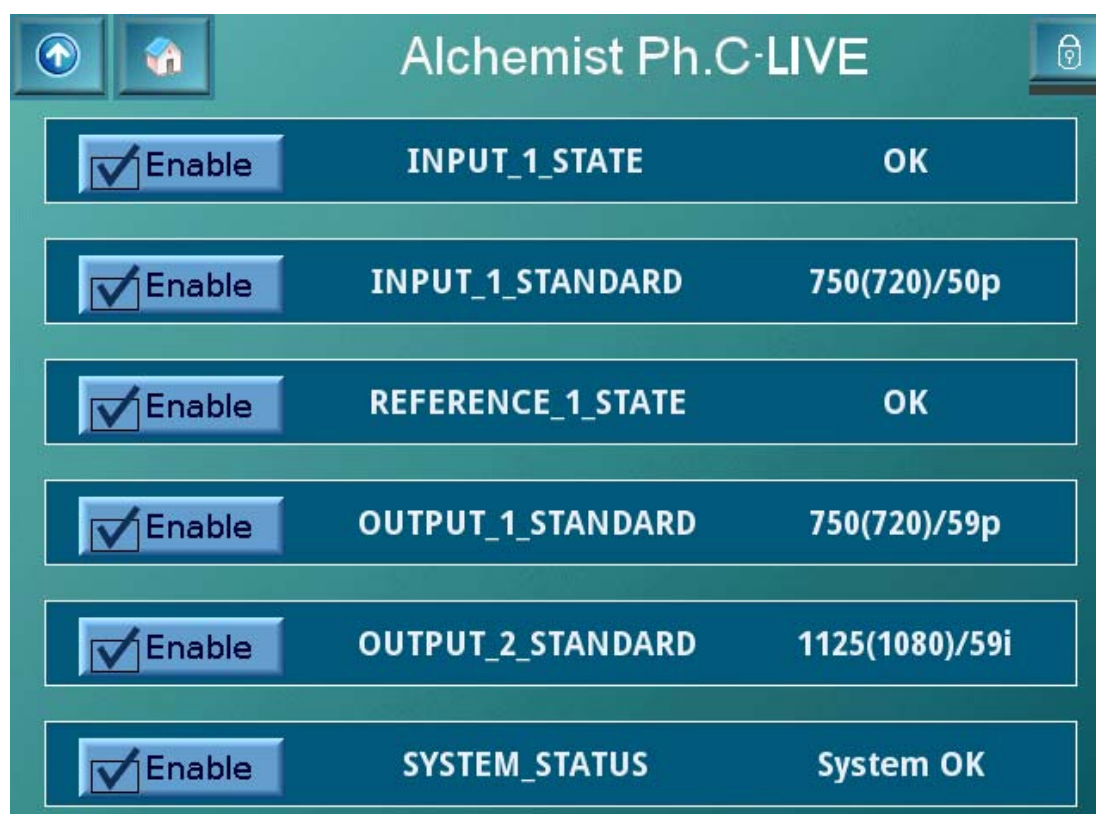 Alchemist Ph.C-LIVE
Enable INPUT_1_STATE OK
Enable INPUT_1_STANDARD 750(720)/50p
Enable REFERENCE_1_STATE OK
Enable OUTPUT_1_STANDARD 750(720)/59p
Enable OUTPUT_2_STANDARD 1125(1080)/59i
Enable SYSTEM_STATUS System OK